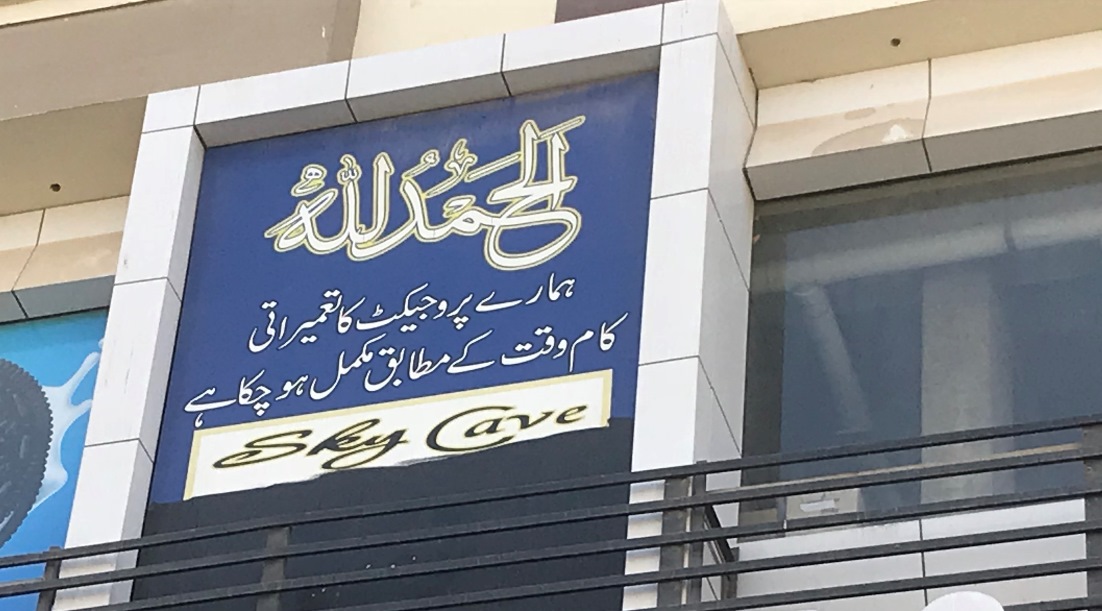 الحمدللہ
ہمارے پروجیکٹ کا تعمیراتی
کام وقت کے مطابق مکمل ہو چکا ہے
Sky Cave